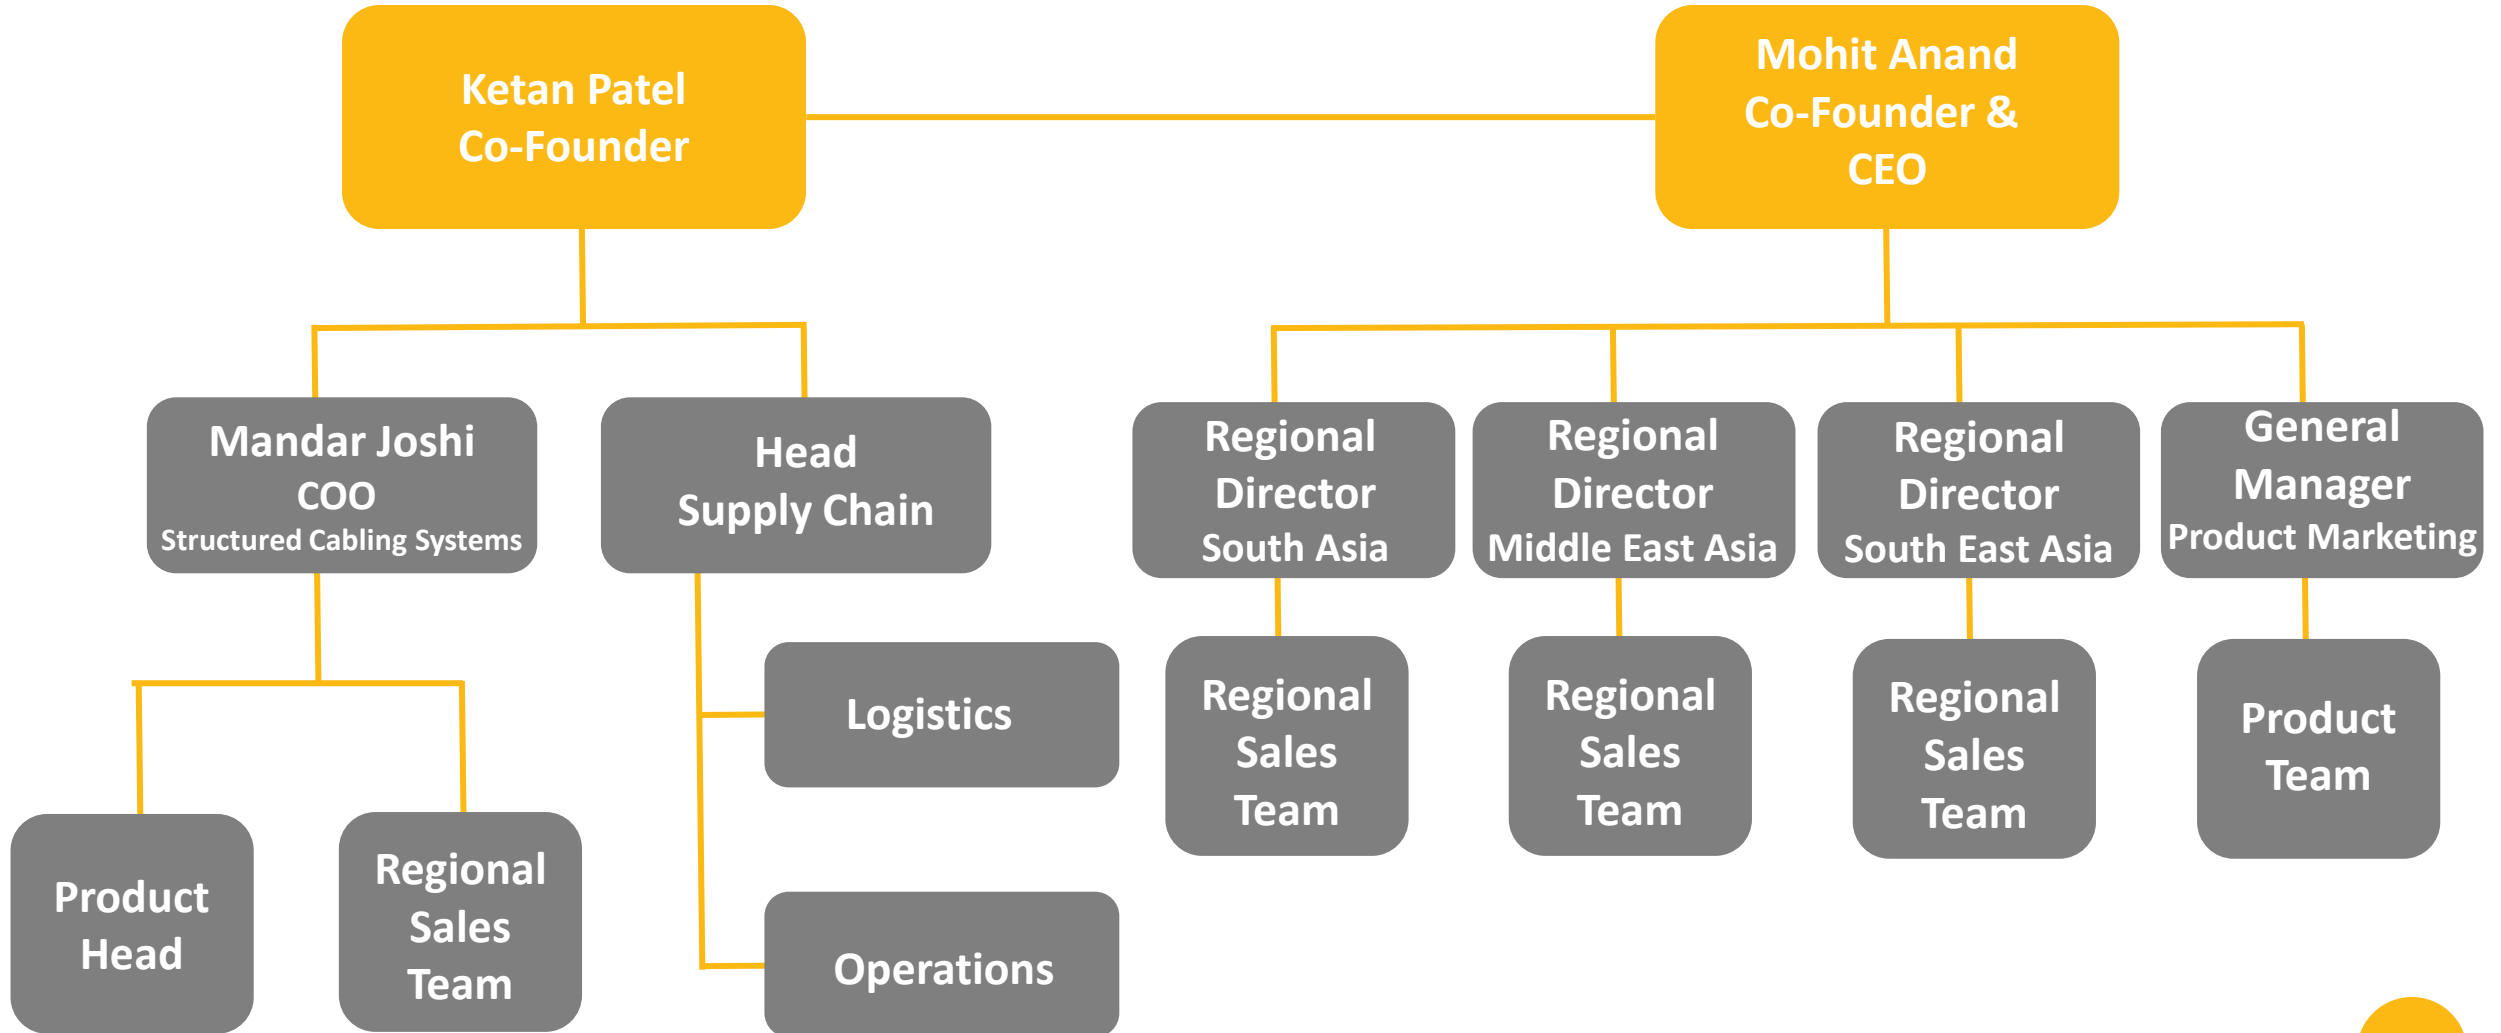 Ketan Patel
Co-Founder
Mohit Anand
Co-Founder &
CEO
Mandar Joshi
COO
Structured Cabling Systems
Head
Supply Chain
Regional
Director
South Asia
Regional
Director
Middle East Asia
Regional
Director
South East Asia
General
Manager
Product Marketing
Product
Head
Regional
Sales
Team
Logistics
Operations
Regional
Sales
Team
Regional
Sales
Team
Regional
Sales
Team
Product
Team